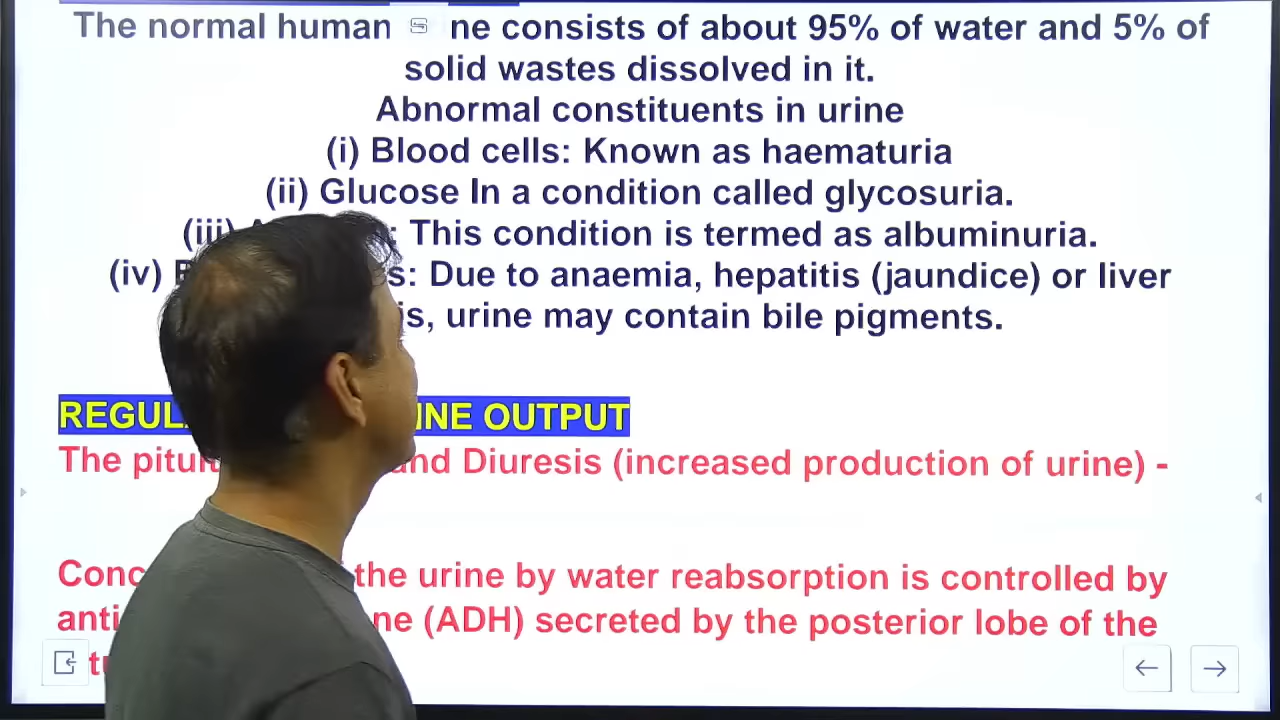 The normal human ne consists of about 95% of water and 5% of
solid wastes dissolved in it.
Abnormal constituents in urine
(i) Blood cells: Known as haematuria
(ii) Glucose In a condition called glycosuria.
(iii) : This condition is termed as albuminuria.
(iv) s: Due to anaemia, hepatitis (jaundice) or liver
is, urine may contain bile pigments.
REGUL INE OUTPUT
The pituit and Diuresis (increased production of urine) -
Conc the urine by water reabsorption is controlled by
anti ne (ADH) secreted by the posterior lobe of the